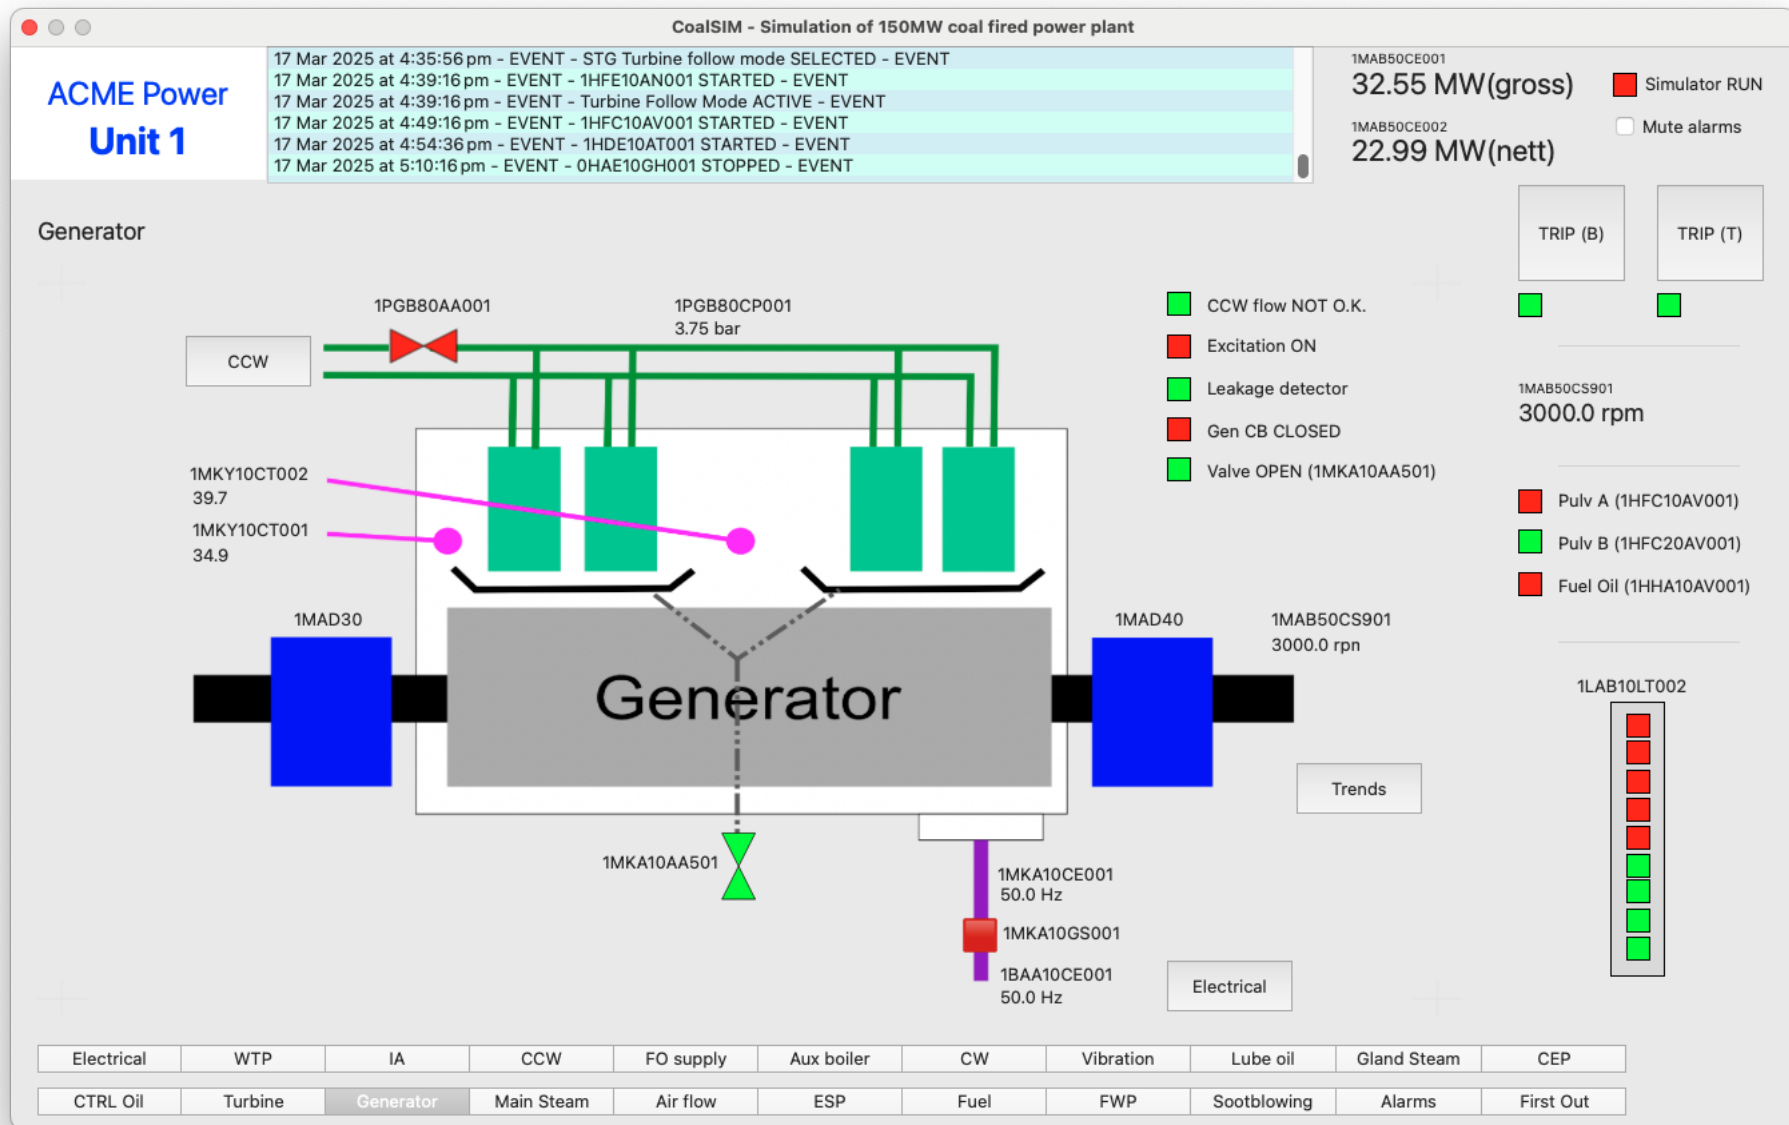 CoalSIM - Simulation of 150MW coal fired power plant
ACME Power
Unit 1
17 Mar 2025 at 4:35:56 pm - EVENT - STG Turbine follow mode SELECTED - EVENT
17 Mar 2025 at 4:39:16 pm - EVENT - 1HFE10AN001 STARTED - EVENT
17 Mar 2025 at 4:39:16 pm - EVENT - Turbine Follow Mode ACTIVE - EVENT
17 Mar 2025 at 4:49:16 pm - EVENT - 1HFC10AV001 STARTED - EVENT
17 Mar 2025 at 4:54:36 pm - EVENT - 1HDE10AT001 STARTED - EVENT
17 Mar 2025 at 5:10:16 pm - EVENT - 0HAE10GH001 STOPPED - EVENT
1MAB50CE001
32.55 MW(gross)
1MAB50CE002
22.99 MW(nett)
Simulator RUN
Mute alarms
TRIP (B)
TRIP (T)
Generator
1PGB80AA001
1PGB80CP001
3.75 bar
CCW
CCW flow NOT O.K.
Excitation ON
Leakage detector
Gen CB CLOSED
Valve OPEN (1MKA10AA501)
1MAB50CS901
3000.0 rpm
1MKY10CT002
39.7
1MKY10CT001
34.9
Pulv A (1HFC10AV001)
Pulv B (1HFC20AV001)
Fuel Oil (1HHA10AV001)
1MAD30
1MAD40
1MAB50CS901
3000.0 rpn
Generator
1LAB10LT002
Trends
1MKA10AA501
1MKA10CE001
50.0 Hz
1MKA10GS001
1BAA10CE001
50.0 Hz
Electrical
Electrical WTP IA CCW FO supply Aux boiler CW Vibration Lube oil Gland Steam CEP
CTRL Oil Turbine Generator Main Steam Air flow ESP Fuel FWP Sootblowing Alarms First Out